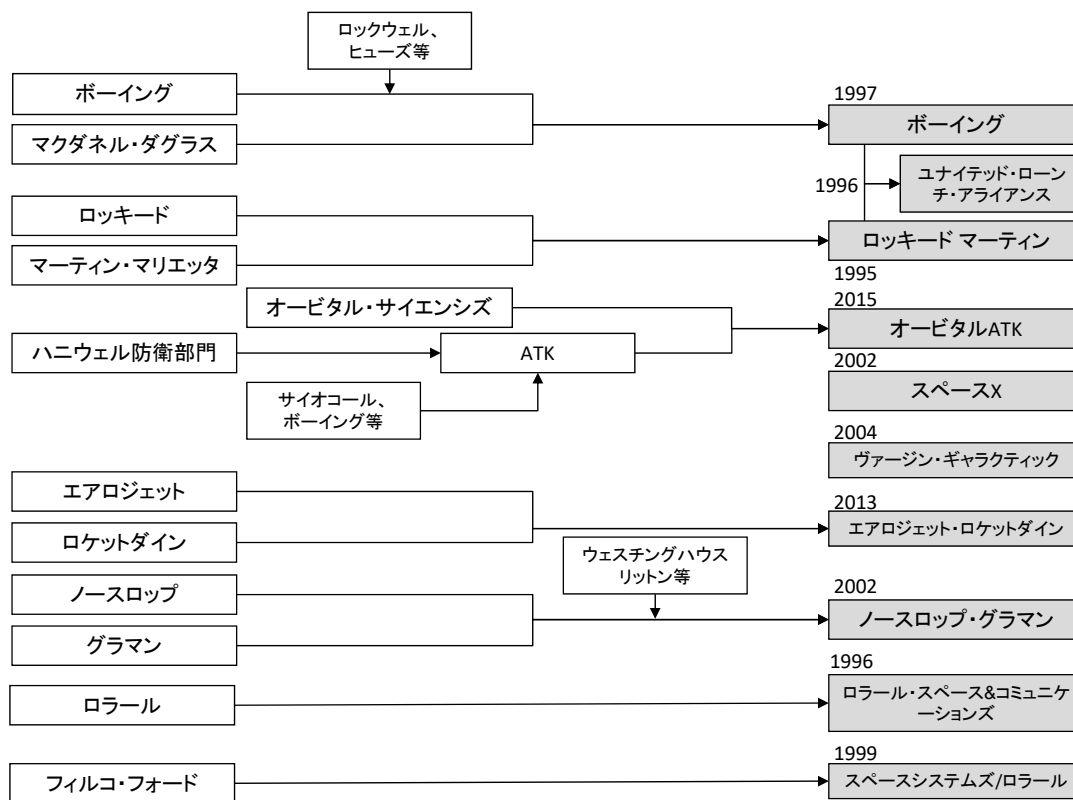 ロックウェル、
ヒューズ等
ボーイング
マクダネル・ダグラス
1997
ボーイング
1996
ユナイテッド・ローン
チ・アライアンス
ロッキード
マーティン・マリエッタ
ロッキード マーティン
1995
オービタル・サイエンシズ
2015
オービタルATK
ハニウェル防衛部門
ATK
サイオコール、
ボーイング等
2002
スペースX
2004
ヴァージン・ギャラクティック
エアロジェット
ロケットダイン
2013
エアロジェット・ロケットダイン
ウェスチングハウス
リットン等
ノースロップ
グラマン
2002
ノースロップ・グラマン
ロラール
1996
ロラール・スペース&コミュニケ
ーションズ
フィルコ・フォード
1999
スペースシステムズ/ロラール